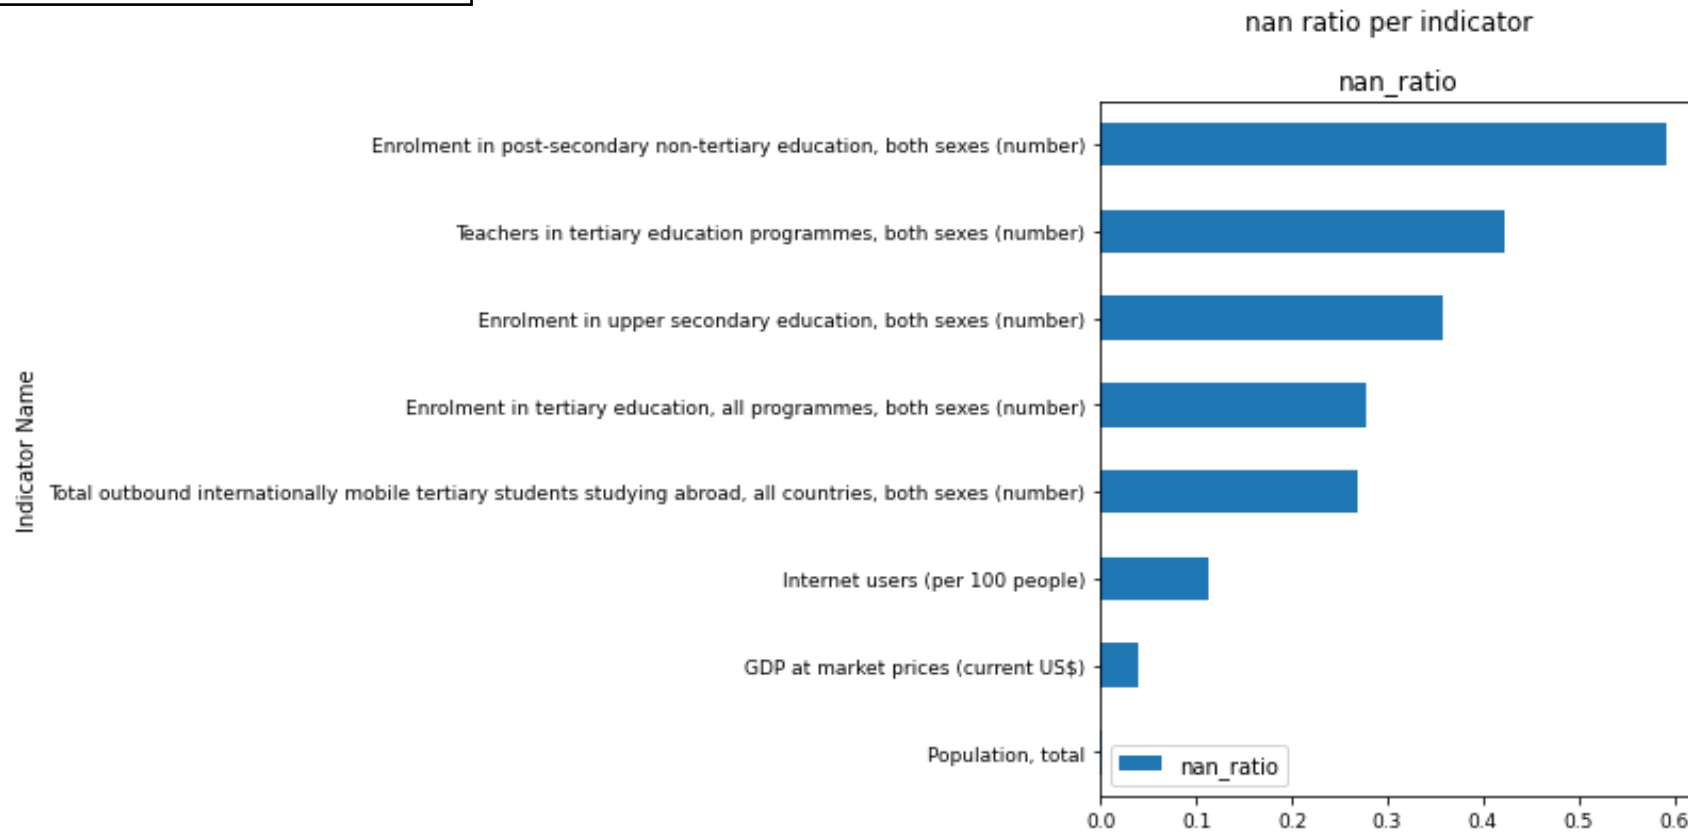 nan ratio per indicator
nan_ratio
Enrolment in post-secondary non-tertiary education, both sexes (number)
Teachers in tertiary education programmes, both sexes (number)
Enrolment in upper secondary education, both sexes (number)
Enrolment in tertiary education, all programmes, both sexes (number)
Total outbound internationally mobile tertiary students studying abroad, all countries, both sexes (number)
Internet users (per 100 people)
GDP at market prices (current US$)
Population, total
Indicator Name
nan_ratio
0.0 0.1 0.2 0.3 0.4 0.5 0.6